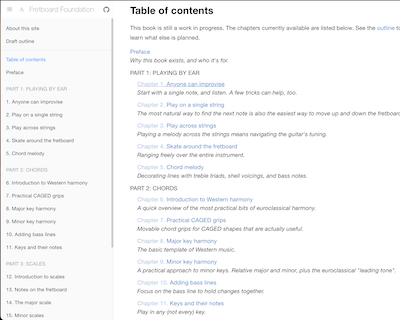 Fretboard Foundation
About this site
Draft outline
Table of contents
Preface
PART 1: PLAYING BY EAR
1. Anyone can improvise
2. Play on a single string
3. Play across strings
4. Skate around the fretboard
5. Chord melody
PART 2: CHORDS
6. Introduction to Western harmony
7. Practical CAGED grips
8. Major key harmony
9. Minor key harmony
10. Adding bass lines
11. Keys and their notes
PART 3: SCALES
12. Introduction to scales
13. Notes on the fretboard
14. The major scale
15. Minor scales
Table of contents
This book is still a work in progress. The chapters currently available are listed below. See the outline to
learn what else is planned.
Preface
Why this book exists, and who it's for.
PART 1: PLAYING BY EAR
Chapter 1. Anyone can improvise
Start with a single note, and listen. A few tricks can help, too.
Chapter 2. Play on a single string
The most natural way to find the next note is also the easiest way to move up and down the fretboard
Chapter 3. Play across strings
Playing a melody across the strings means navigating the guitar's tuning.
Chapter 4. Skate around the fretboard
Ranging freely over the entire instrument.
Chapter 5. Chord melody
Decorating lines with treble triads, shell voicings, and bass notes.
PART 2: CHORDS
Chapter 6. Introduction to Western harmony
A quick overview of the most popular bits of euroclassical harmony.
Chapter 7. Practical CAGED grips
Movable chord grips for CAGED shapes that are actually useful.
Chapter 8. Major key harmony
The basic template of Western music.
Chapter 9. Minor key harmony
A practical approach to minor keys. Relative major and minor, plus the euroclassical "leading tone".
Chapter 10. Adding bass lines
Focus on the bass line to hold changes together.
Chapter 11. Keys and their notes
Play in any (not every) key.